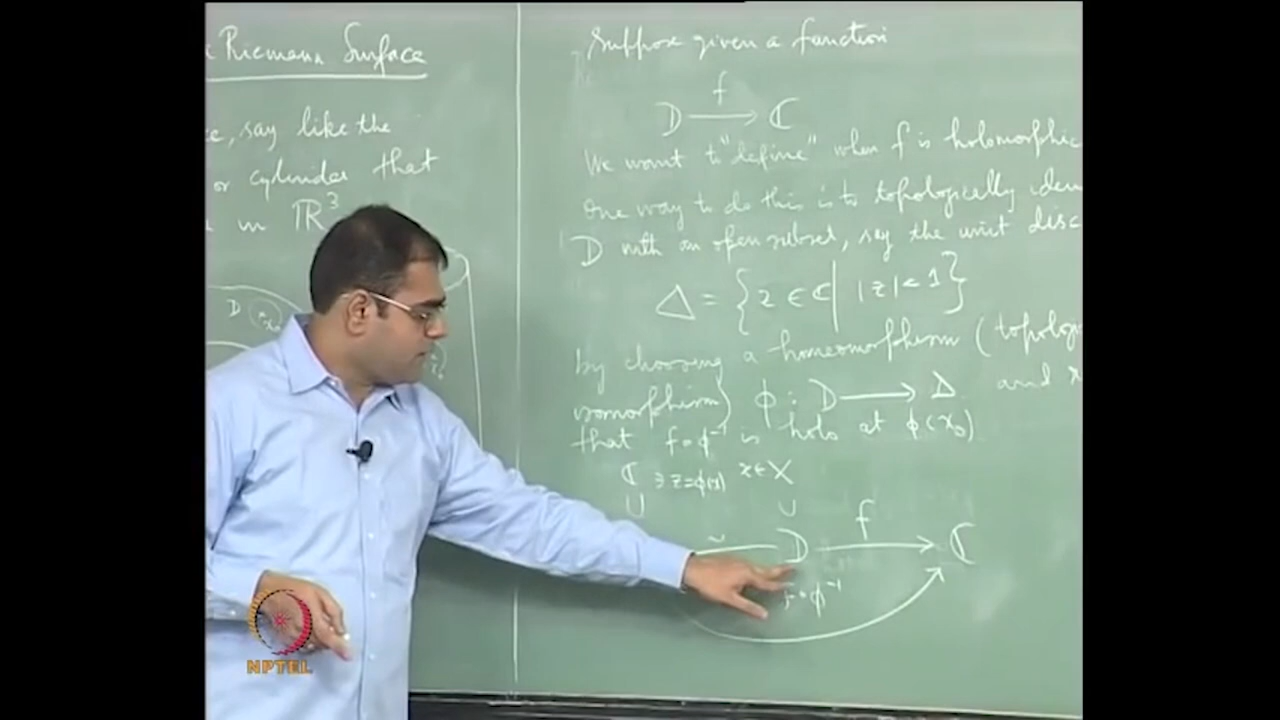 Riemann Surface
say like the
or cylinder that
in ℝ³
D
x₀
Suppose given a function
D —f→ ℂ
We want to "define" when f is holomorphic
One way to do this is to topologically iden
D with an open subset, say the unit disc
Δ = {z ∈ ℂ | |z| < 1}
by choosing a homeomorphism (topolog
isomorphism) ϕ : D ⟶ Δ and
that f∘ϕ⁻¹ is holo at ϕ(x₀)
ℂ ∋ z=ϕ(x) x∈X
∪ ∪
~ D —f→ ℂ
f∘ϕ⁻¹
NPTEL